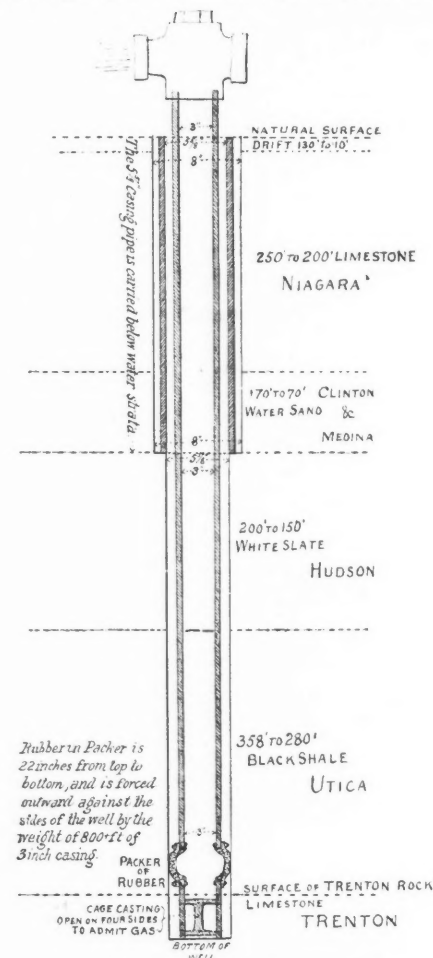 3"
NATURAL SURFACE
DRIFT 130' to 10'
5⅝"
8"
The 5⅝" Casing pipe is carried below water strata
250' TO 200' LIMESTONE
NIAGARA
170' TO 70' CLINTON
WATER SAND &
MEDINA
8"
5⅝"
3"
200' TO 150'
WHITE SLATE
HUDSON
358' TO 280'
BLACK SHALE
UTICA
Rubber in Packer is
22 inches from top to
bottom, and is forced
outward against the
sides of the well by the
weight of 800 ft of
3 inch casing.
3"
PACKER
OF
RUBBER
SURFACE OF TRENTON ROCK
LIMESTONE
TRENTON
CAGE CASTING
OPEN ON FOUR SIDES
TO ADMIT GAS
BOTTOM OF
WELL